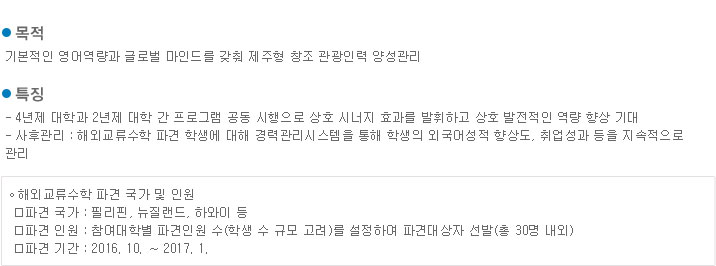 목적
기본적인 영어역량과 글로벌 마인드를 갖춰 제주형 창조 관광인력 양성관리
특징
- 4년제 대학과 2년제 대학 간 프로그램 공동 시행으로 상호 시너지 효과를 발휘하고 상호 발전적인 역량 향상 기대
- 사후관리 : 해외교류수학 파견 학생에 대해 경력관리시스템을 통해 학생의 외국어성적 향상도, 취업성과 등을 지속적으로
관리
◦해외교류수학 파견 국가 및 인원
□파견 국가 : 필리핀, 뉴질랜드, 하와이 등
□파견 인원 : 참여대학별 파견인원 수(학생 수 규모 고려)를 설정하여 파견대상자 선발(총 30명 내외)
□파견 기간 : 2016. 10. ~ 2017. 1.